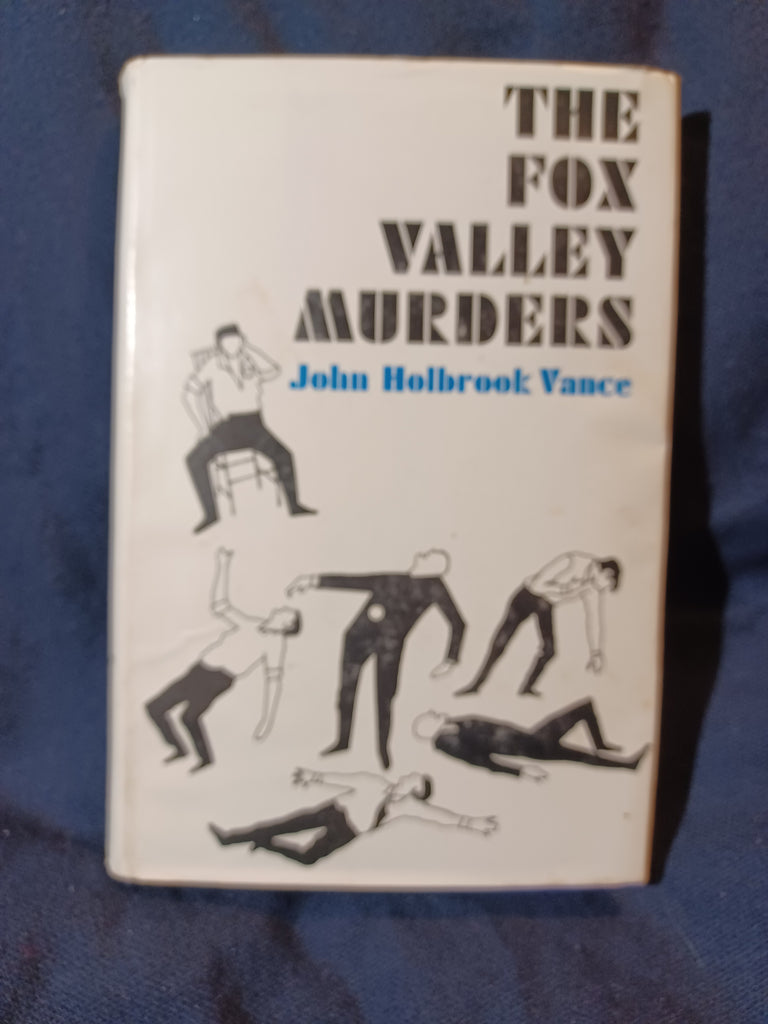 THE
FOX
VALLEY
MURDERS
John Holbrook Vance